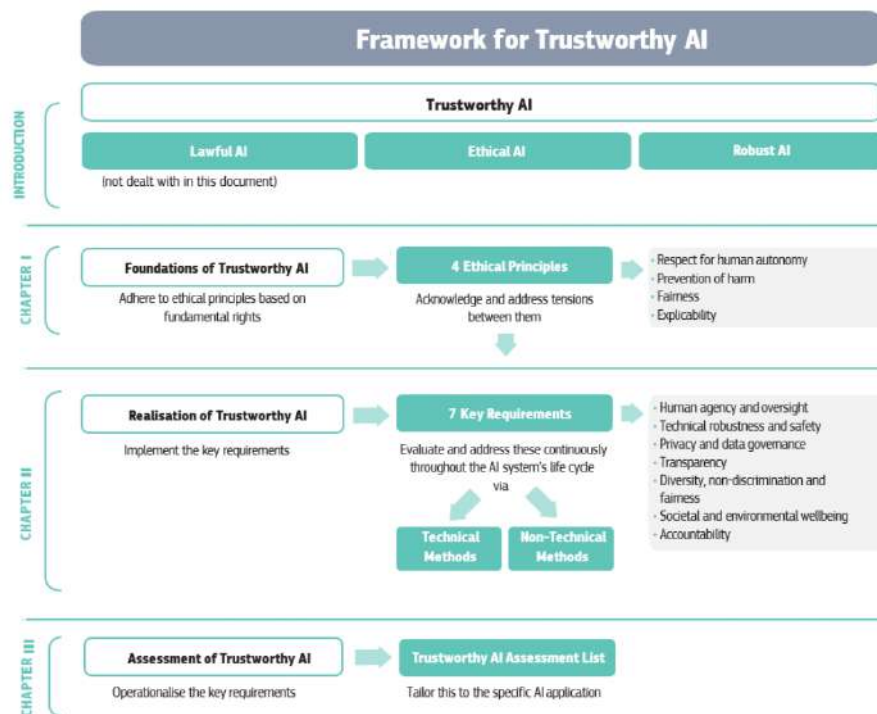 Framework for Trustworthy AI
INTRODUCTION
Trustworthy AI
Lawful AI
Ethical AI
Robust AI
(not dealt with in this document)
CHAPTER I
Foundations of Trustworthy AI
Adhere to ethical principles based on
fundamental rights
4 Ethical Principles
Acknowledge and address tensions
between them
· Respect for human autonomy
· Prevention of harm
· Fairness
· Explicability
CHAPTER II
Realisation of Trustworthy AI
Implement the key requirements
7 Key Requirements
Evaluate and address these continuously
throughout the AI system's life cycle
via
Technical
Methods
Non-Technical
Methods
· Human agency and oversight
· Technical robustness and safety
· Privacy and data governance
· Transparency
· Diversity, non-discrimination and
fairness
· Societal and environmental wellbeing
· Accountability
CHAPTER III
Assessment of Trustworthy AI
Operationalise the key requirements
Trustworthy AI Assessment List
Tailor this to the specific AI application